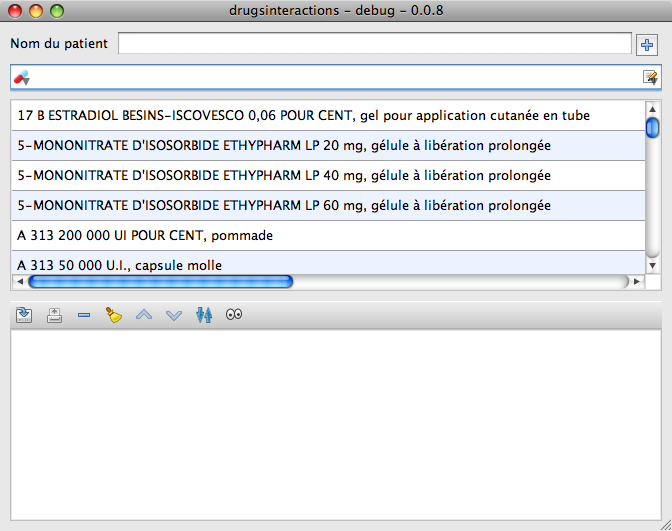 drugsinteractions - debug - 0.0.8
Nom du patient
17 B ESTRADIOL BESINS-ISCOVESCO 0,06 POUR CENT, gel pour application cutanée en tube
5-MONONITRATE D'ISOSORBIDE ETHYPHARM LP 20 mg, gélule à libération prolongée
5-MONONITRATE D'ISOSORBIDE ETHYPHARM LP 40 mg, gélule à libération prolongée
5-MONONITRATE D'ISOSORBIDE ETHYPHARM LP 60 mg, gélule à libération prolongée
A 313 200 000 UI POUR CENT, pommade
A 313 50 000 U.I., capsule molle